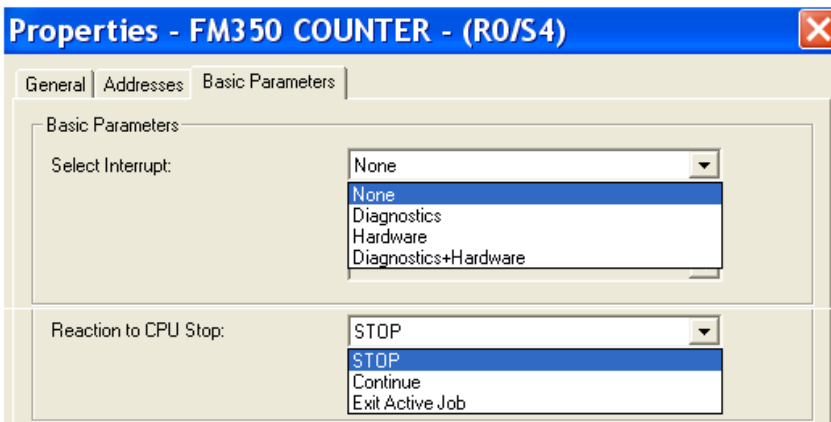 Properties - FM350 COUNTER - (R0/S4)
General Addresses Basic Parameters
Basic Parameters
Select Interrupt: None
None
Diagnostics
Hardware
Diagnostics+Hardware
Reaction to CPU Stop: STOP
STOP
Continue
Exit Active Job